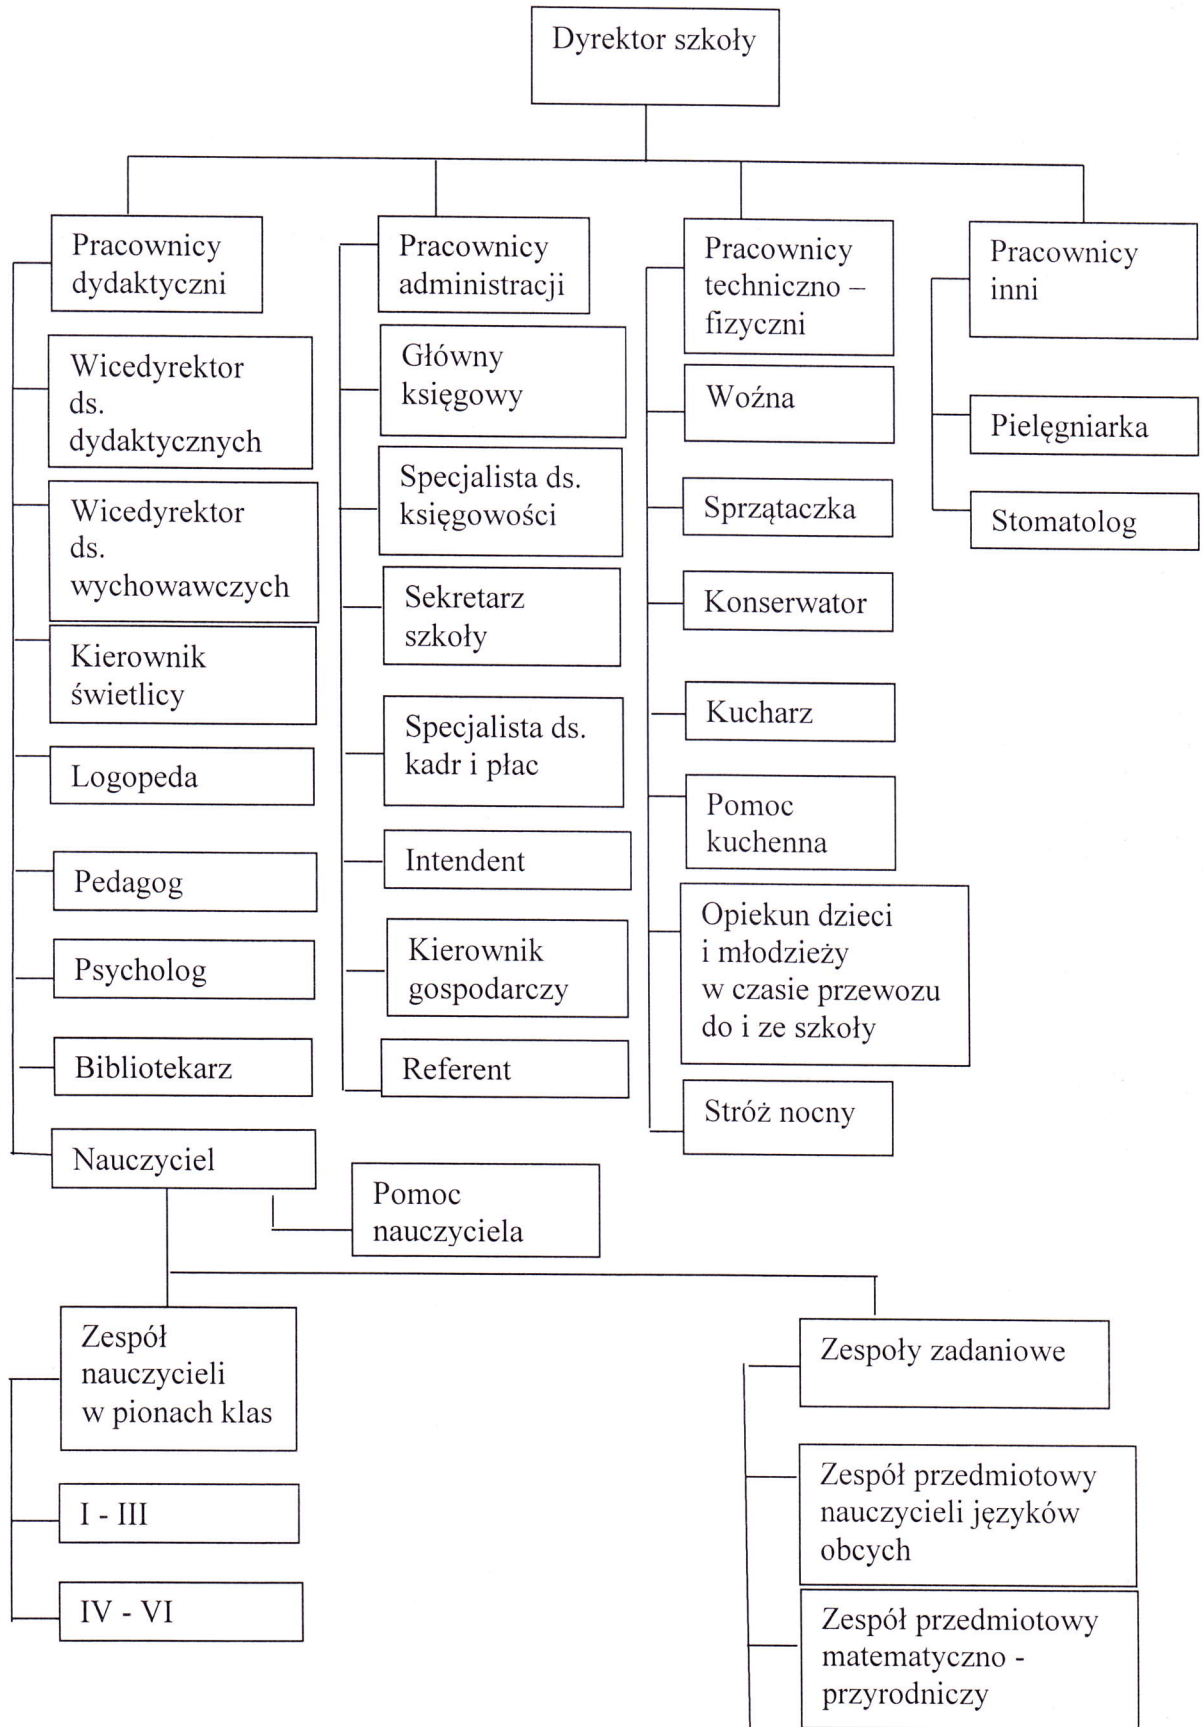 Dyrektor szkoły
Pracownicy
dydaktyczni
Wicedyrektor
ds.
dydaktycznych
Wicedyrektor
ds.
wychowawczych
Kierownik
świetlicy
Logopeda
Pedagog
Psycholog
Bibliotekarz
Nauczyciel
Pomoc
nauczyciela
Pracownicy
administracji
Główny
księgowy
Specjalista ds.
księgowości
Sekretarz
szkoły
Specjalista ds.
kadr i płac
Intendent
Kierownik
gospodarczy
Referent
Pracownicy
techniczno –
fizyczni
Woźna
Sprzątaczka
Konserwator
Kucharz
Pomoc
kuchenna
Opiekun dzieci
i młodzieży
w czasie przewozu
do i ze szkoły
Stróż nocny
Pracownicy
inni
Pielęgniarka
Stomatolog
Zespół
nauczycieli
w pionach klas
I - III
IV - VI
Zespoły zadaniowe
Zespół przedmiotowy
nauczycieli języków
obcych
Zespół przedmiotowy
matematyczno -
przyrodniczy